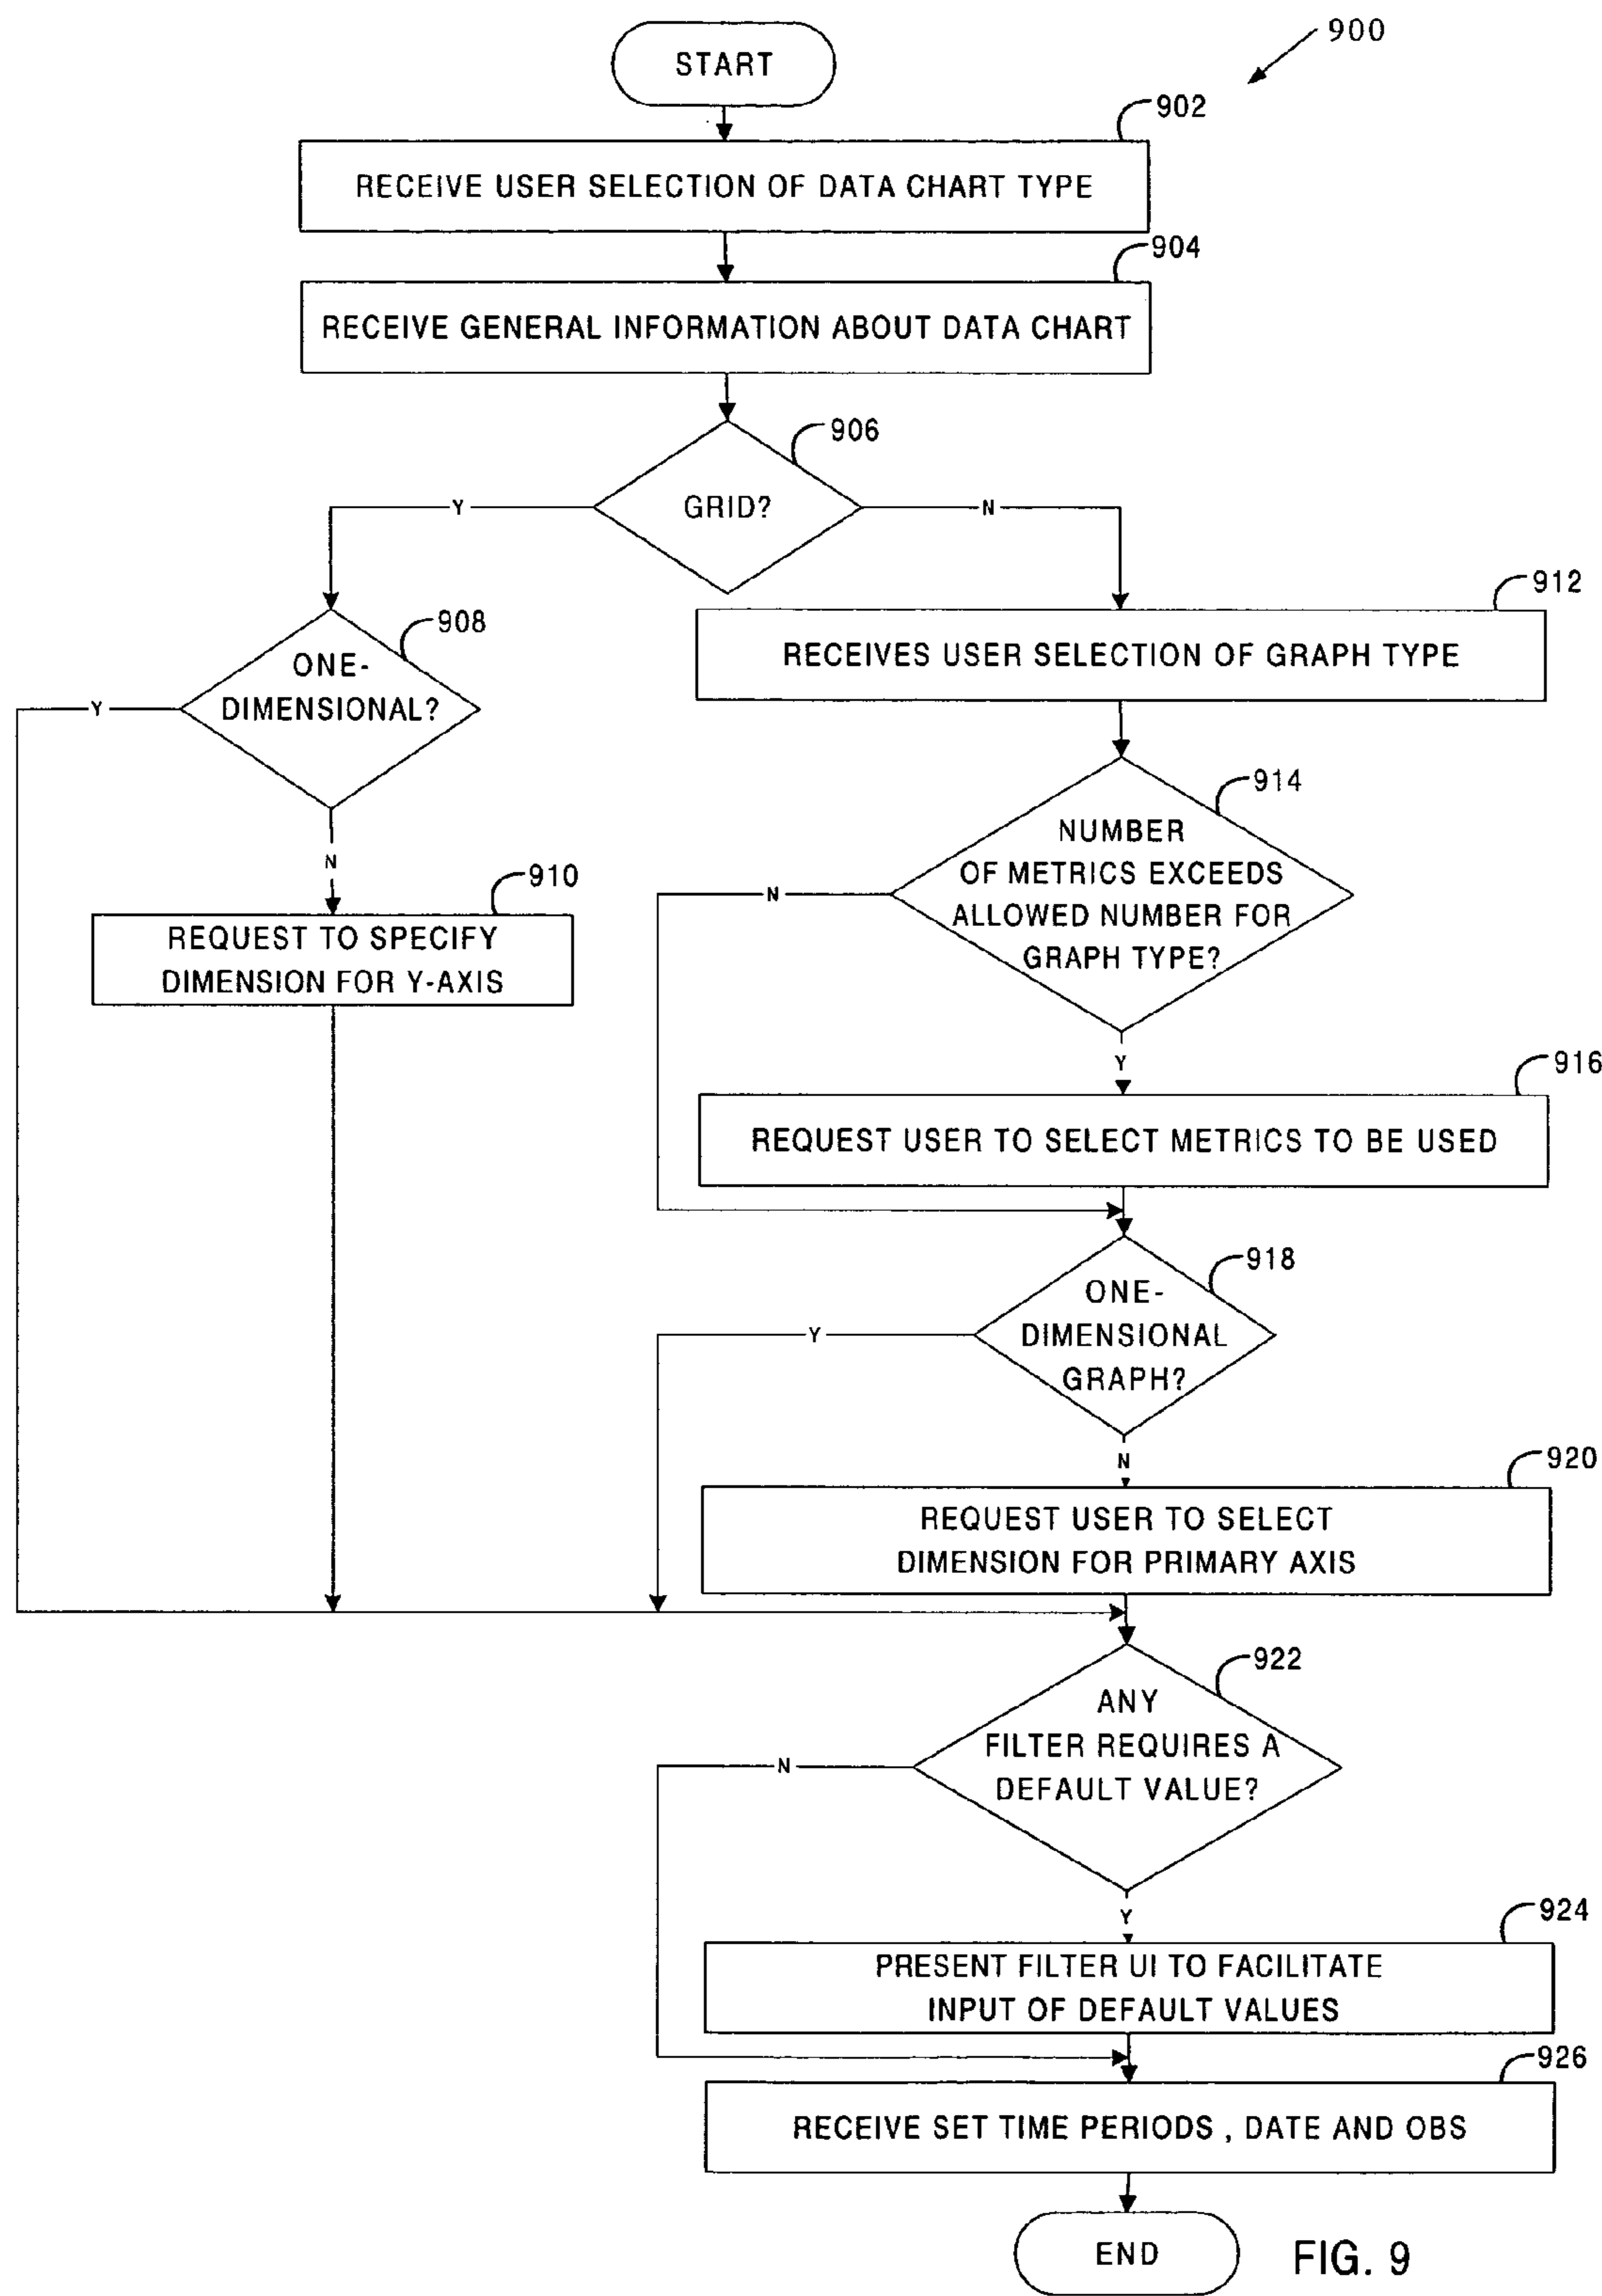 900
START
902
RECEIVE USER SELECTION OF DATA CHART TYPE
904
RECEIVE GENERAL INFORMATION ABOUT DATA CHART
906
GRID?
Y
N
908
ONE-
DIMENSIONAL?
Y
N
910
REQUEST TO SPECIFY
DIMENSION FOR Y-AXIS
912
RECEIVES USER SELECTION OF GRAPH TYPE
914
NUMBER
OF METRICS EXCEEDS
ALLOWED NUMBER FOR
GRAPH TYPE?
N
Y
916
REQUEST USER TO SELECT METRICS TO BE USED
918
ONE-
DIMENSIONAL
GRAPH?
Y
N
920
REQUEST USER TO SELECT
DIMENSION FOR PRIMARY AXIS
922
ANY
FILTER REQUIRES A
DEFAULT VALUE?
N
Y
924
PRESENT FILTER UI TO FACILITATE
INPUT OF DEFAULT VALUES
926
RECEIVE SET TIME PERIODS , DATE AND OBS
END
FIG. 9